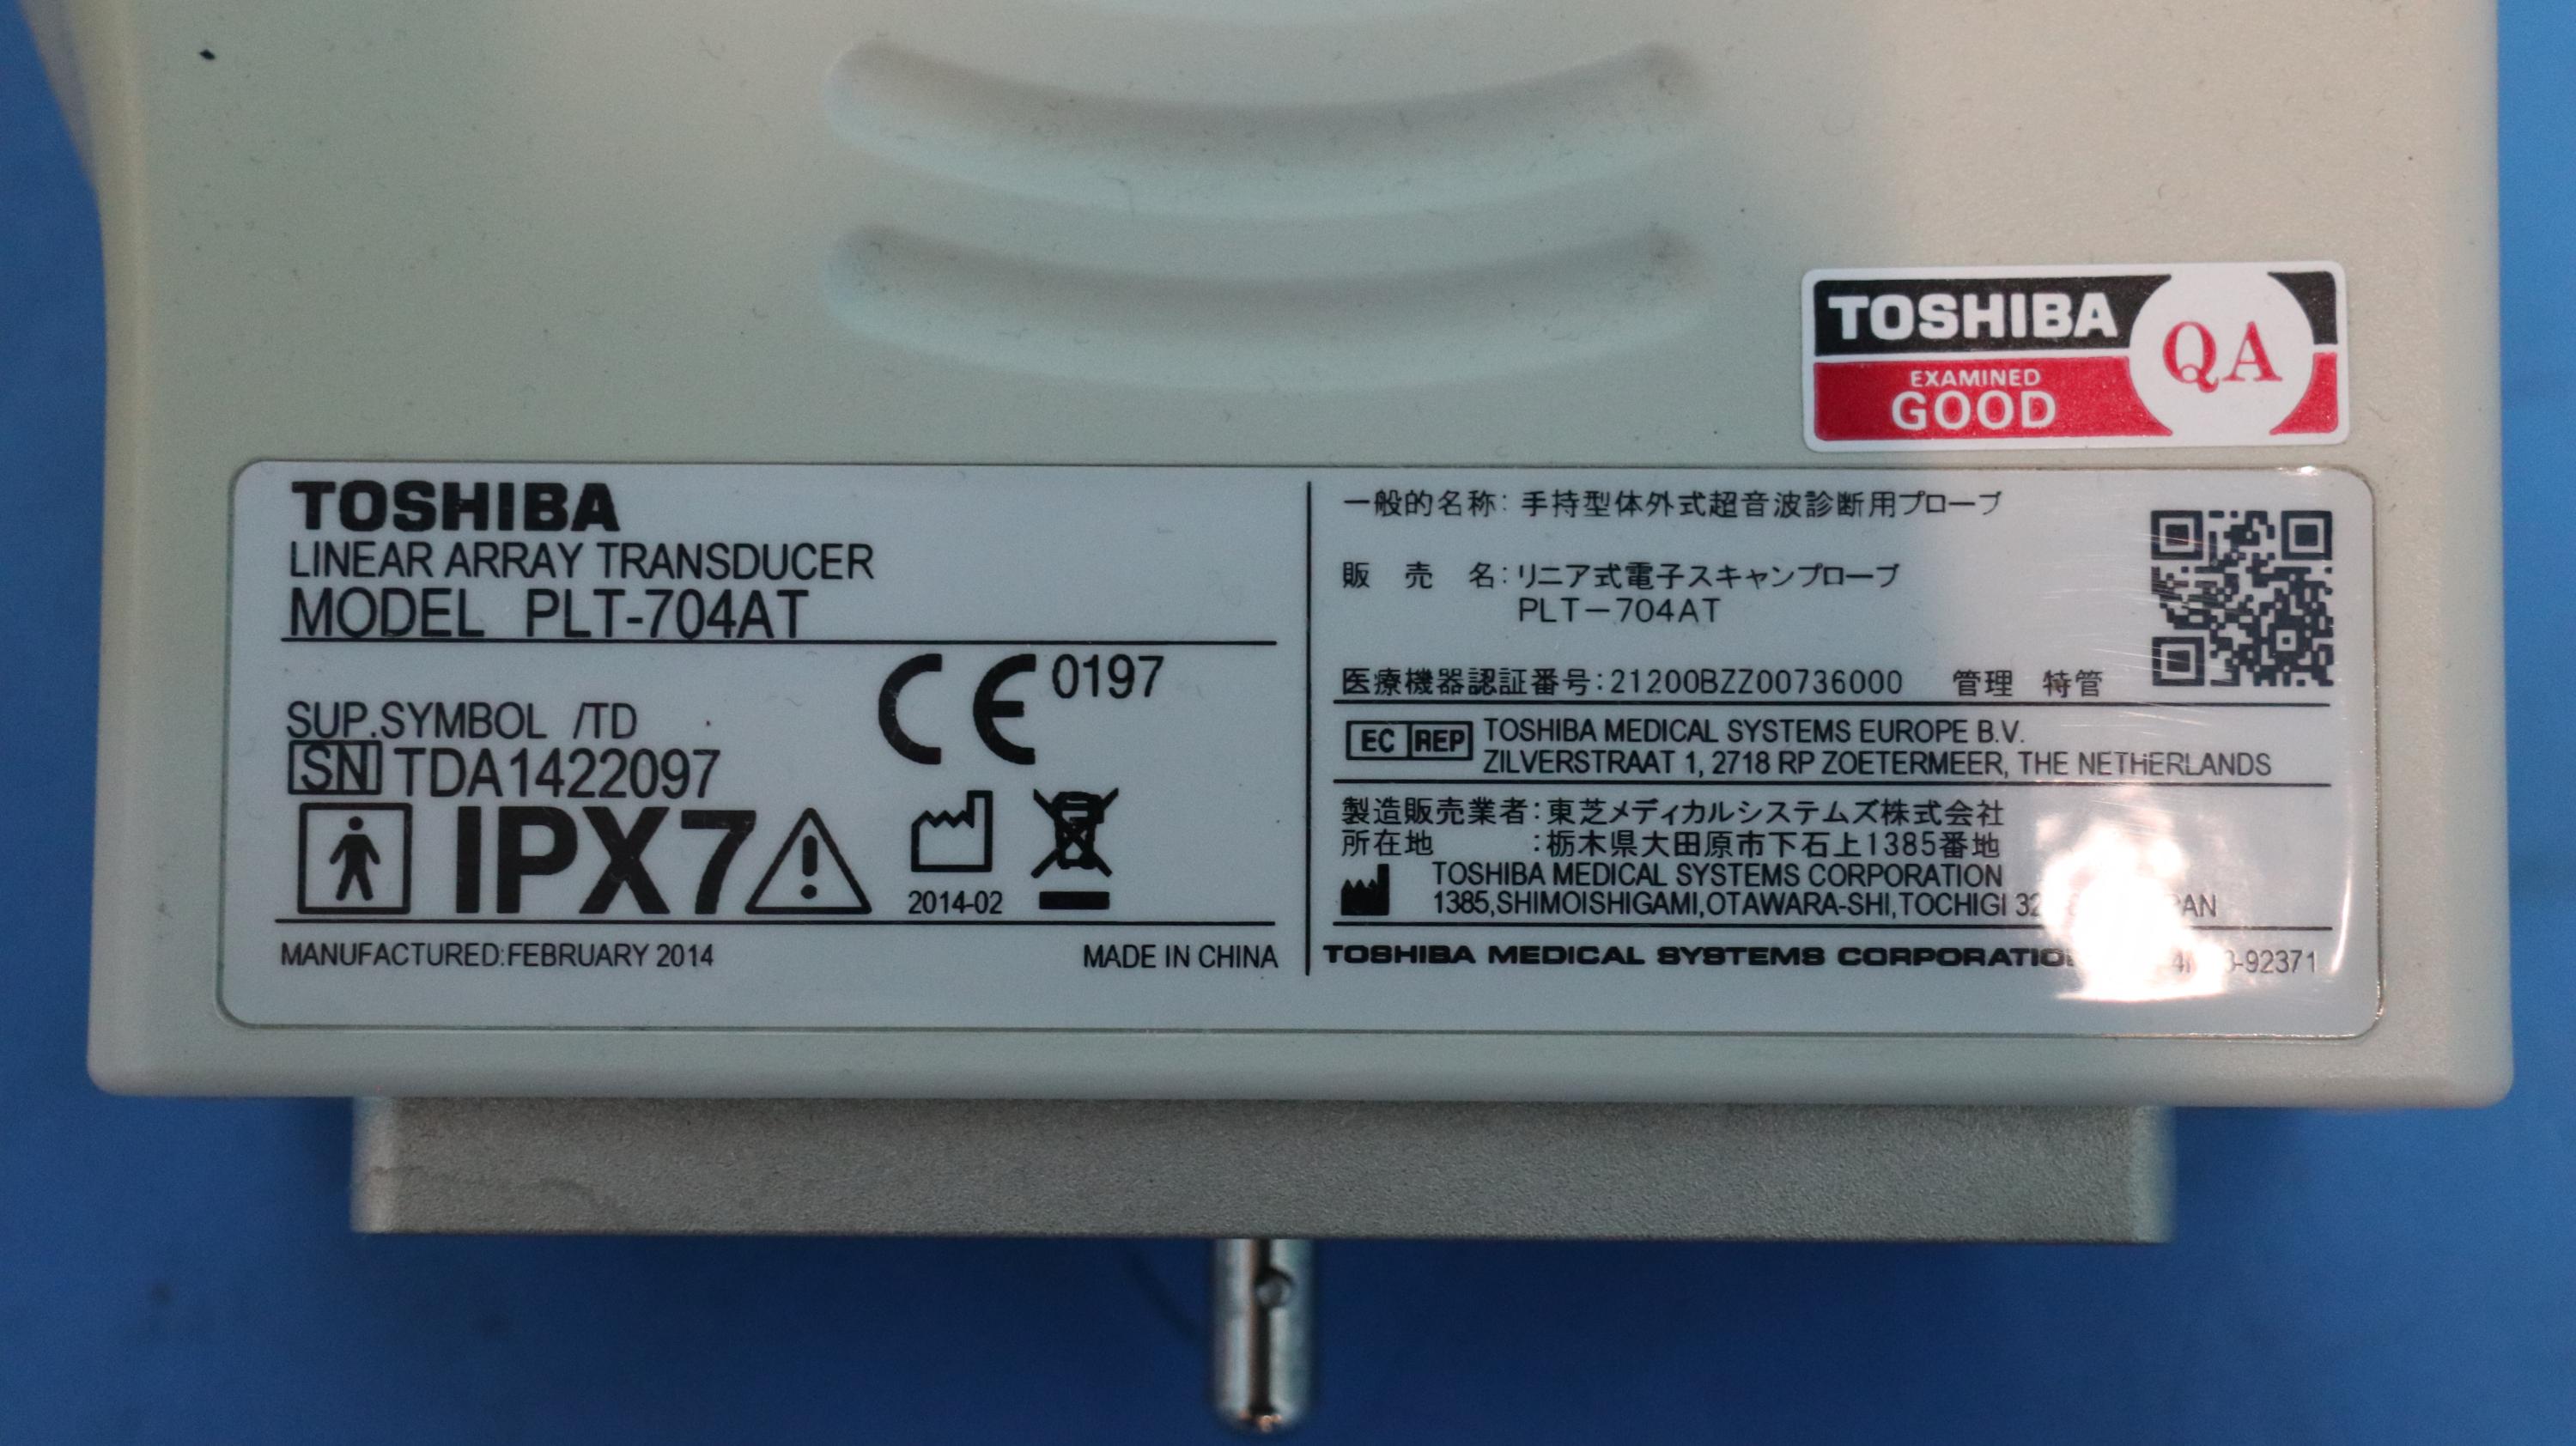 TOSHIBA
QA
EXAMINED
GOOD
TOSHIBA
LINEAR ARRAY TRANSDUCER
MODEL PLT-704AT
SUP.SYMBOL /TD
CE 0197
SN TDA1422097
IPX7
2014-02
MANUFACTURED:FEBRUARY 2014
MADE IN CHINA
一般的名称: 手持型体外式超音波診断用プローブ
販 売 名:リニア式電子スキャンプローブ
PLT-704AT
医療機器認証番号:21200BZZ00736000 管理 特管
EC REP TOSHIBA MEDICAL SYSTEMS EUROPE B.V.
ZILVERSTRAAT 1, 2718 RP ZOETERMEER, THE NETHERLANDS
製造販売業者:東芝メディカルシステムズ株式会社
所在地 :栃木県大田原市下石上1385番地
TOSHIBA MEDICAL SYSTEMS CORPORATION
1385,SHIMOISHIGAMI,OTAWARA-SHI,TOCHIGI
TOSHIBA MEDICAL SYSTEMS CORPORATION